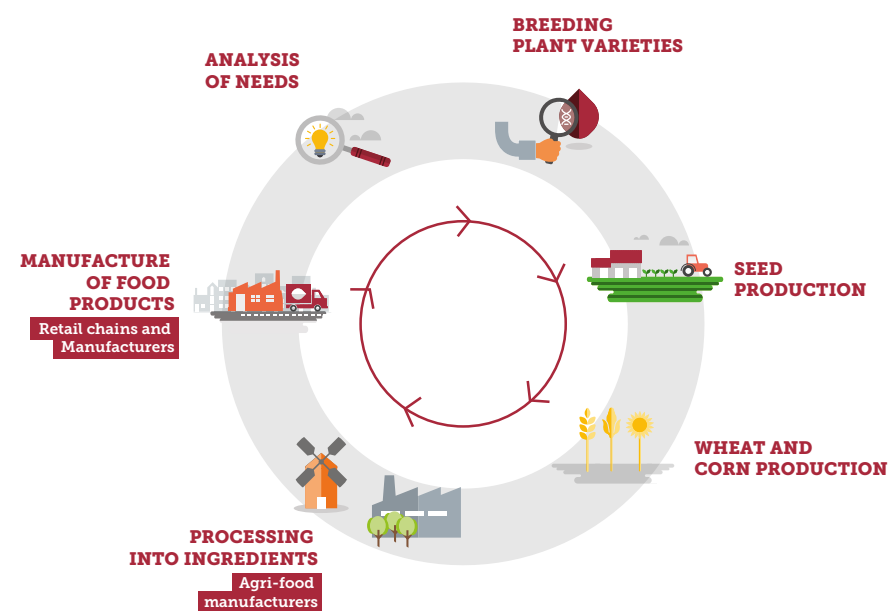 BREEDING
PLANT VARIETIES
ANALYSIS
OF NEEDS
MANUFACTURE
OF FOOD
PRODUCTS
Retail chains and
Manufacturers
SEED
PRODUCTION
WHEAT AND
CORN PRODUCTION
PROCESSING
INTO INGREDIENTS
Agri-food
manufacturers